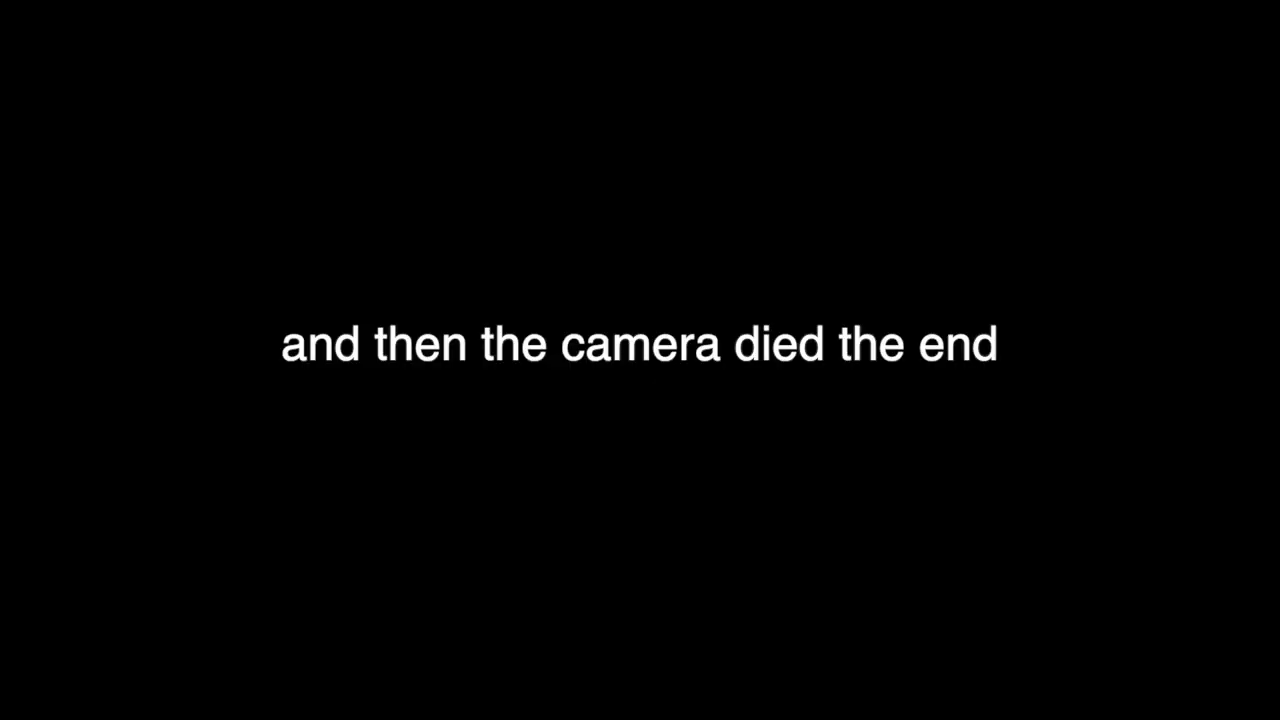 and then the camera died the end